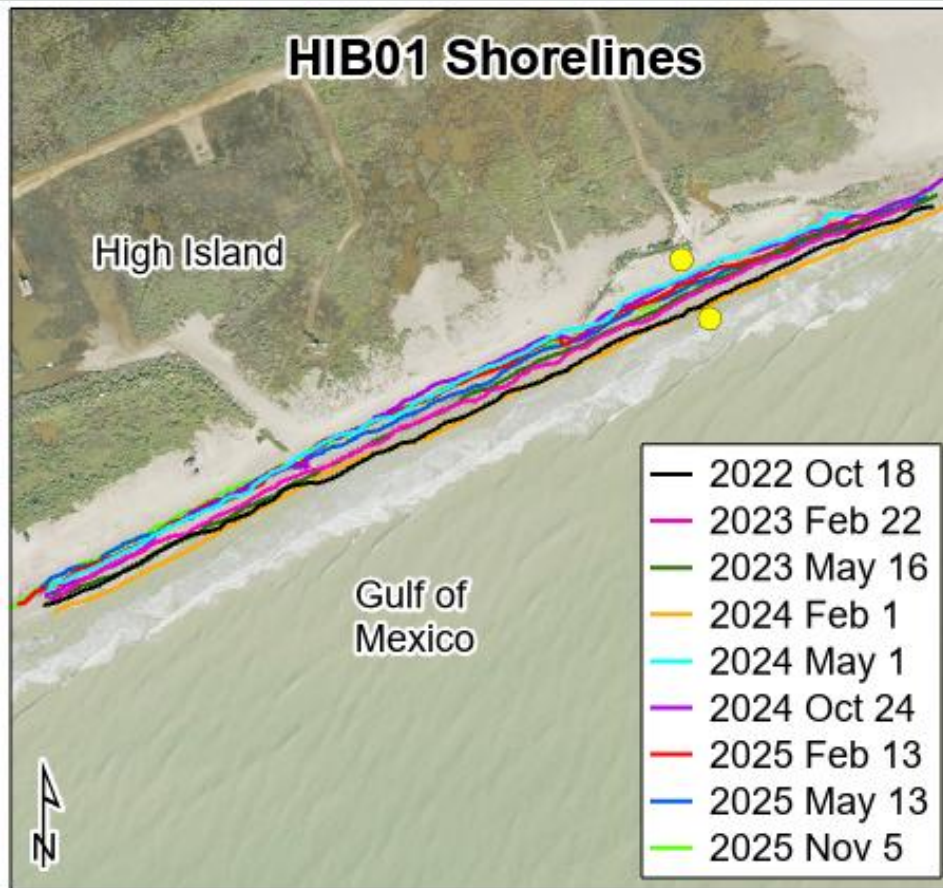 HIB01 Shorelines
High Island
Gulf of
Mexico
2022 Oct 18
2023 Feb 22
2023 May 16
2024 Feb 1
2024 May 1
2024 Oct 24
2025 Feb 13
2025 May 13
2025 Nov 5
N